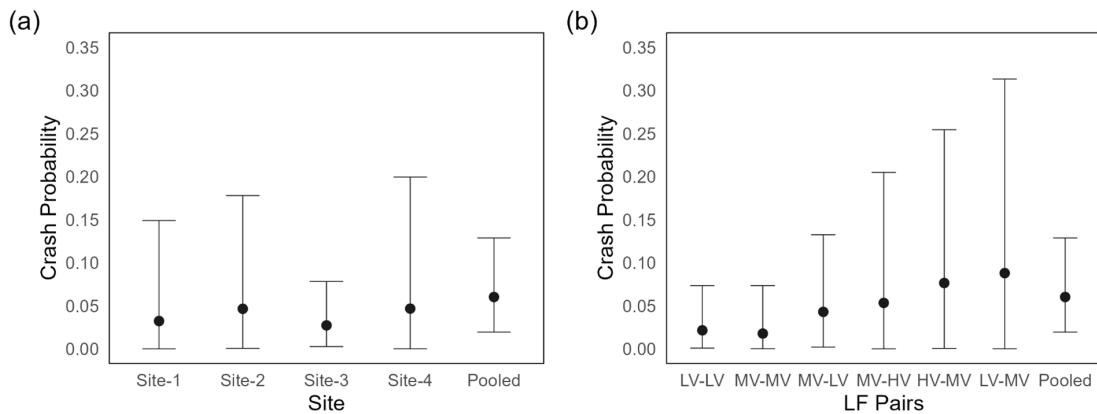 (a)
0.35
0.30
0.25
0.20
0.15
0.10
0.05
0.00
Crash Probability
Site-1 Site-2 Site-3 Site-4 Pooled
Site
(b)
0.35
0.30
0.25
0.20
0.15
0.10
0.05
0.00
Crash Probability
LV-LV MV-MV MV-LV MV-HV HV-MV LV-MV Pooled
LF Pairs